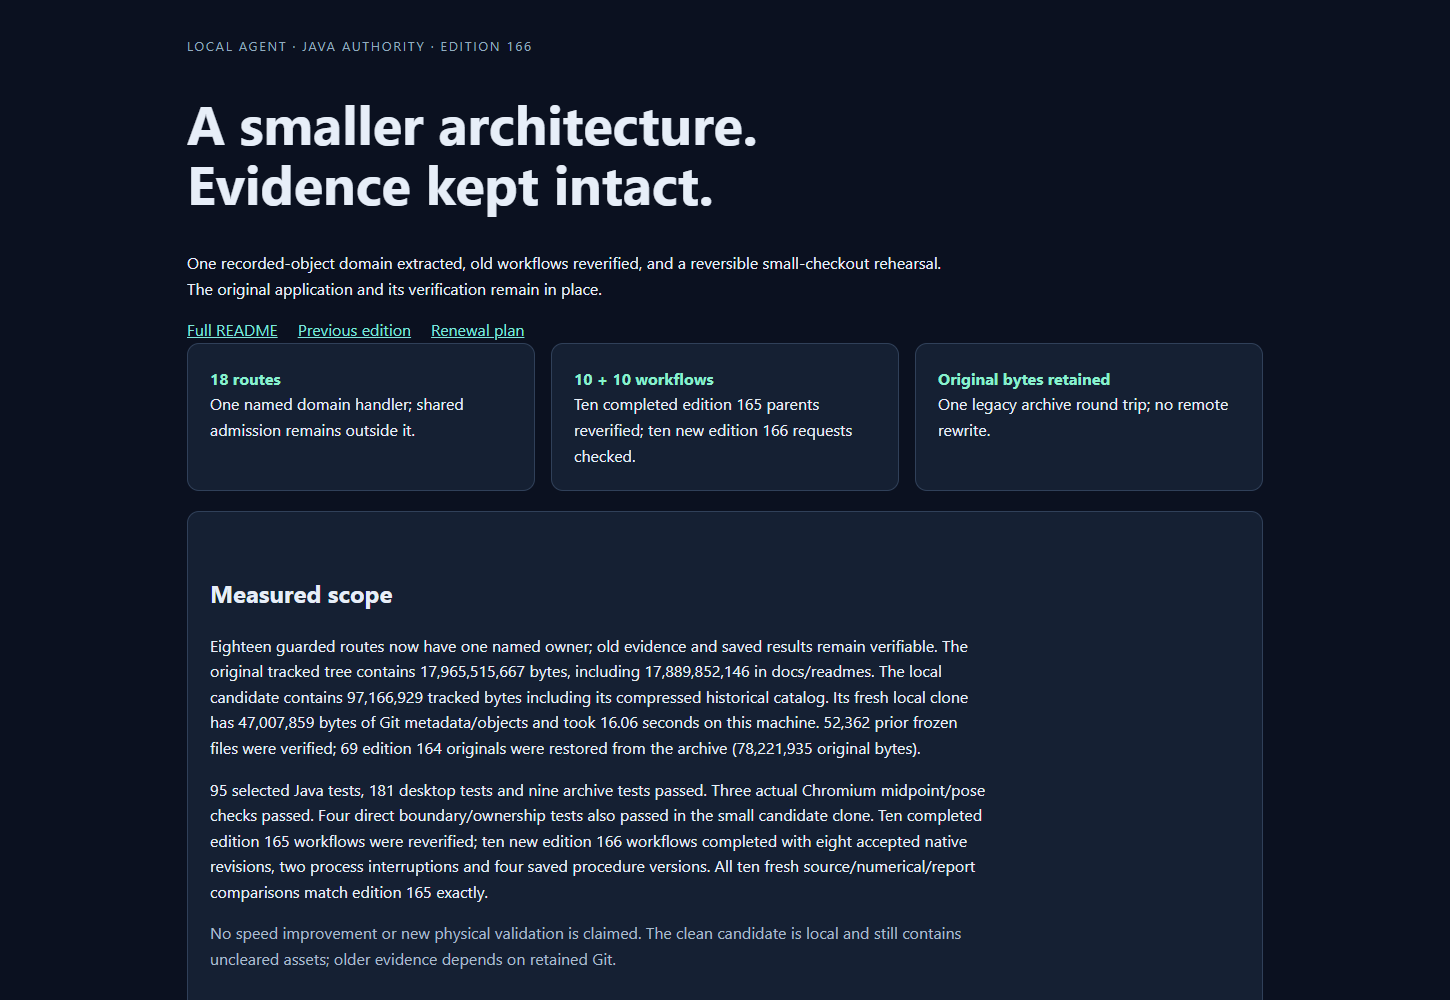 LOCAL AGENT · JAVA AUTHORITY · EDITION 166
A smaller architecture.
Evidence kept intact.
One recorded-object domain extracted, old workflows reverified, and a reversible small-checkout rehearsal.
The original application and its verification remain in place.
Full README Previous edition Renewal plan
18 routes
One named domain handler; shared
admission remains outside it.
10 + 10 workflows
Ten completed edition 165 parents
reverified; ten new edition 166 requests
checked.
Original bytes retained
One legacy archive round trip; no remote
rewrite.
Measured scope
Eighteen guarded routes now have one named owner; old evidence and saved results remain verifiable. The
original tracked tree contains 17,965,515,667 bytes, including 17,889,852,146 in docs/readmes. The local
candidate contains 97,166,929 tracked bytes including its compressed historical catalog. Its fresh local clone
has 47,007,859 bytes of Git metadata/objects and took 16.06 seconds on this machine. 52,362 prior frozen
files were verified; 69 edition 164 originals were restored from the archive (78,221,935 original bytes).
95 selected Java tests, 181 desktop tests and nine archive tests passed. Three actual Chromium midpoint/pose
checks passed. Four direct boundary/ownership tests also passed in the small candidate clone. Ten completed
edition 165 workflows were reverified; ten new edition 166 workflows completed with eight accepted native
revisions, two process interruptions and four saved procedure versions. All ten fresh source/numerical/report
comparisons match edition 165 exactly.
No speed improvement or new physical validation is claimed. The clean candidate is local and still contains
uncleared assets; older evidence depends on retained Git.